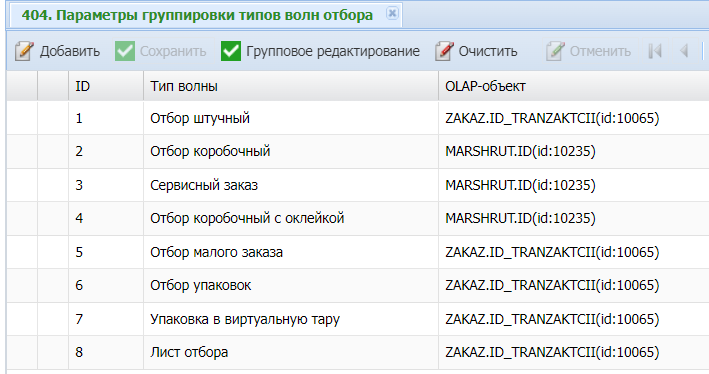 404. Параметры группировки типов волн отбора
Добавить Сохранить Групповое редактирование Очистить Отменить
ID Тип волны OLAP-объект
1 Отбор штучный ZAKAZ.ID_TRANZAKTCII(id:10065)
2 Отбор коробочный MARSHRUT.ID(id:10235)
3 Сервисный заказ MARSHRUT.ID(id:10235)
4 Отбор коробочный с оклейкой MARSHRUT.ID(id:10235)
5 Отбор малого заказа ZAKAZ.ID_TRANZAKTCII(id:10065)
6 Отбор упаковок ZAKAZ.ID_TRANZAKTCII(id:10065)
7 Упаковка в виртуальную тару ZAKAZ.ID_TRANZAKTCII(id:10065)
8 Лист отбора ZAKAZ.ID_TRANZAKTCII(id:10065)